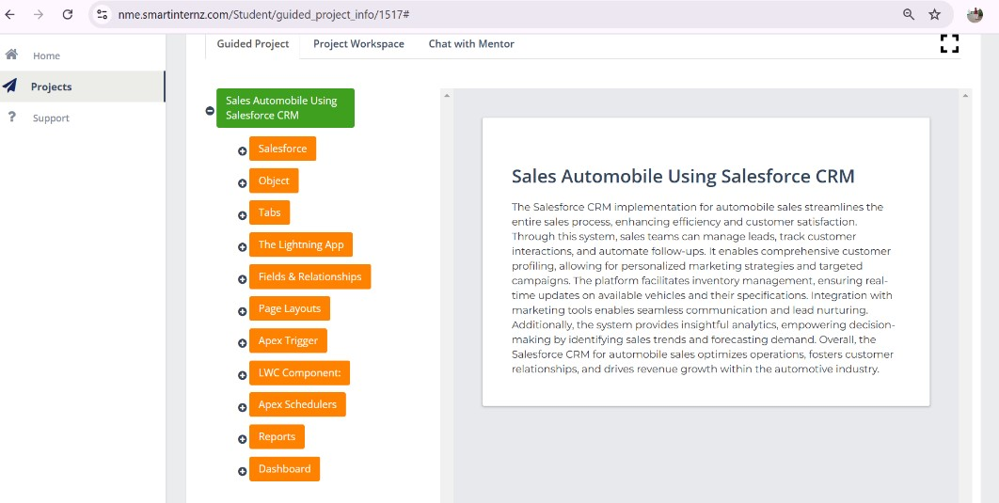 nme.smartinternz.com/Student/guided_project_info/1517#
Home
Projects
Support
Guided Project
Project Workspace
Chat with Mentor
Sales Automobile Using
Salesforce CRM
Salesforce
Object
Tabs
The Lightning App
Fields & Relationships
Page Layouts
Apex Trigger
LWC Component:
Apex Schedulers
Reports
Dashboard
Sales Automobile Using Salesforce CRM
The Salesforce CRM implementation for automobile sales streamlines the
entire sales process, enhancing efficiency and customer satisfaction.
Through this system, sales teams can manage leads, track customer
interactions, and automate follow-ups. It enables comprehensive customer
profiling, allowing for personalized marketing strategies and targeted
campaigns. The platform facilitates inventory management, ensuring real-
time updates on available vehicles and their specifications. Integration with
marketing tools enables seamless communication and lead nurturing.
Additionally, the system provides insightful analytics, empowering decision-
making by identifying sales trends and forecasting demand. Overall, the
Salesforce CRM for automobile sales optimizes operations, fosters customer
relationships, and drives revenue growth within the automotive industry.